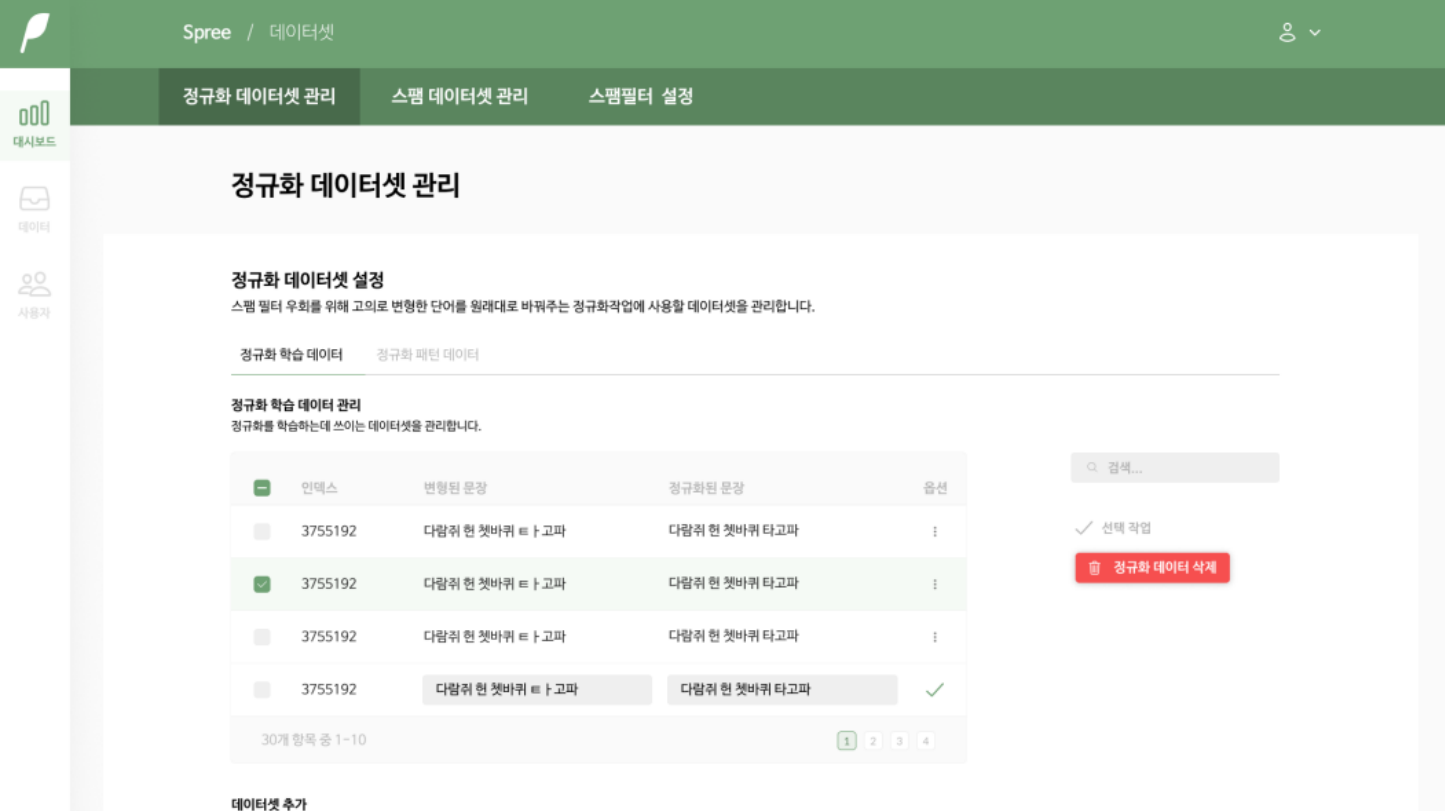 Spree / 데이터셋
정규화 데이터셋 관리 스팸 데이터셋 관리 스팸필터 설정
대시보드
데이터
사용자
정규화 데이터셋 관리
정규화 데이터셋 설정
스팸 필터 우회를 위해 고의로 변형한 단어를 원래대로 바꿔주는 정규화작업에 사용할 데이터셋을 관리합니다.
정규화 학습 데이터 정규화 패턴 데이터
정규화 학습 데이터 관리
정규화를 학습하는데 쓰이는 데이터셋을 관리합니다.
인덱스 변형된 문장 정규화된 문장 옵션
3755192 다람쥐 헌 쳇바퀴 ㅌㅏ고파 다람쥐 헌 쳇바퀴 타고파
3755192 다람쥐 헌 쳇바퀴 ㅌㅏ고파 다람쥐 헌 쳇바퀴 타고파
3755192 다람쥐 헌 쳇바퀴 ㅌㅏ고파 다람쥐 헌 쳇바퀴 타고파
3755192 다람쥐 헌 쳇바퀴 ㅌㅏ고파 다람쥐 헌 쳇바퀴 타고파
30개 항목 중 1-10 1 2 3 4
검색...
선택 작업
정규화 데이터 삭제
데이터셋 추가